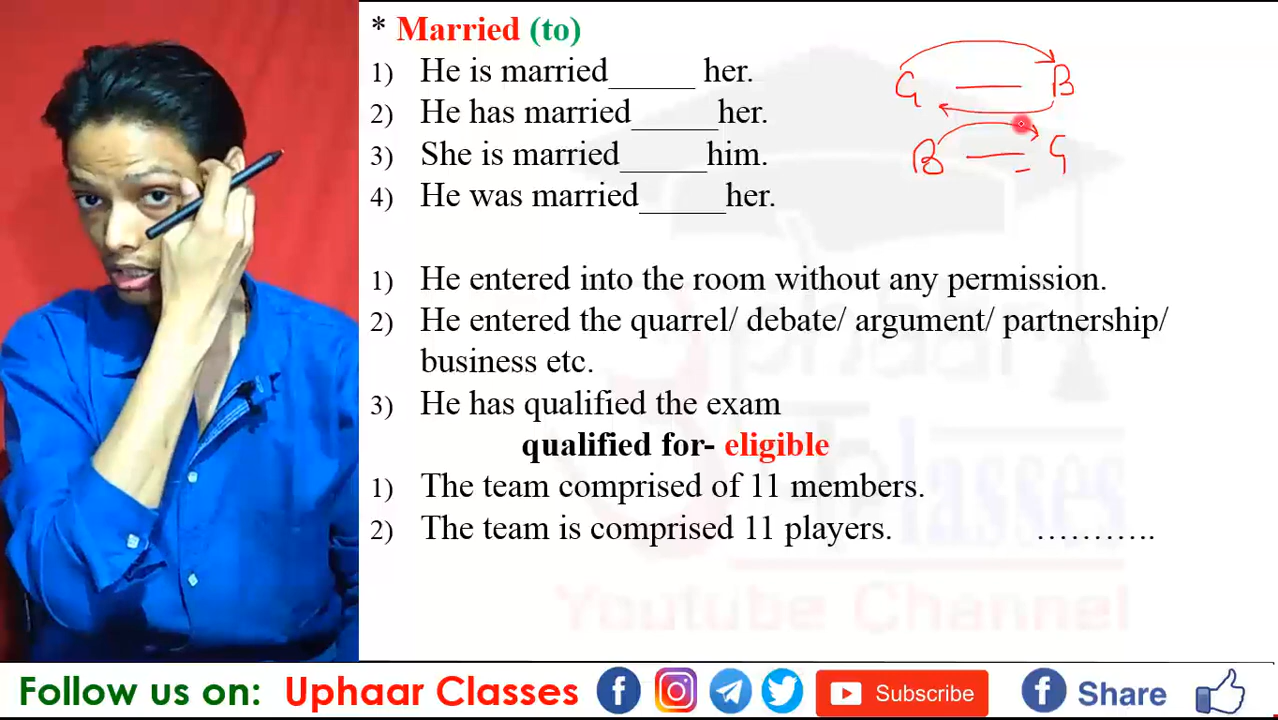 * Married (to)
1) He is married_____ her.
2) He has married_____her.
3) She is married_____him.
4) He was married_____her.
G — B
B — G
1) He entered into the room without any permission.
2) He entered the quarrel/ debate/ argument/ partnership/
business etc.
3) He has qualified the exam
qualified for- eligible
1) The team comprised of 11 members.
2) The team is comprised 11 players. ………..
Youtube Channel
Follow us on: Uphaar Classes Subscribe Share